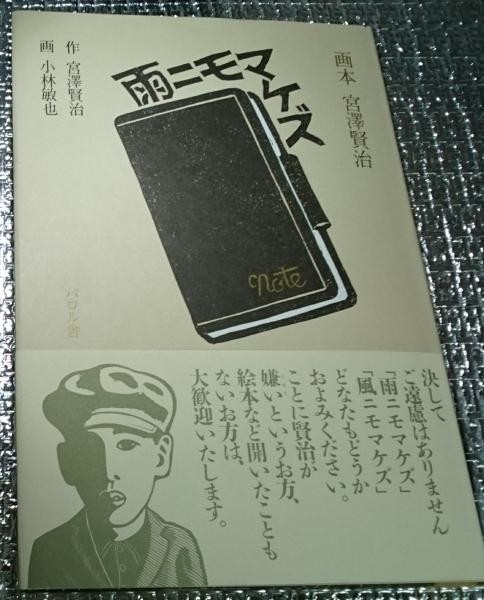 画本 宮澤賢治
雨ニモマケズ
作 宮澤賢治
画 小林敏也
note
パロル舎
決して
ご遠慮はありません
「雨ニモマケズ」
「風ニモマケズ」
どなたもどうか
およみください。
ことに賢治が
嫌いというお方、
絵本など開いたことも
ないお方は、
大歓迎いたします。